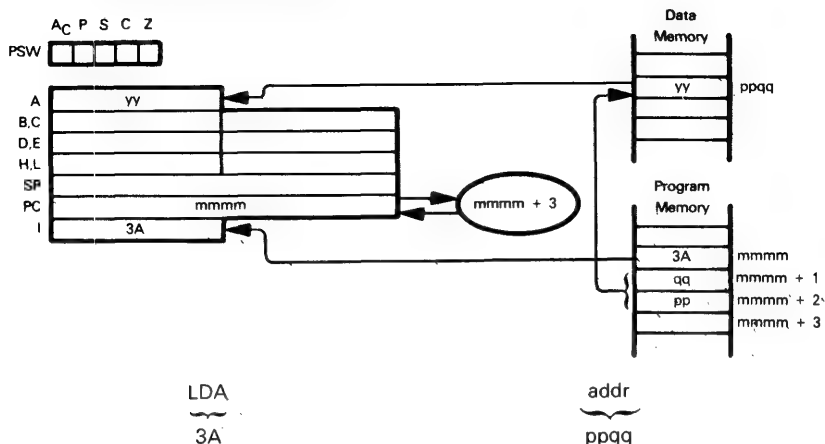 A_C P S C Z
PSW
A yy
B,C
D,E
H,L
SP
PC mmmm
I 3A
mmmm + 3
Data
Memory
yy ppqq
Program
Memory
3A mmmm
qq mmmm + 1
pp mmmm + 2
mmmm + 3
LDA addr
3A ppqq